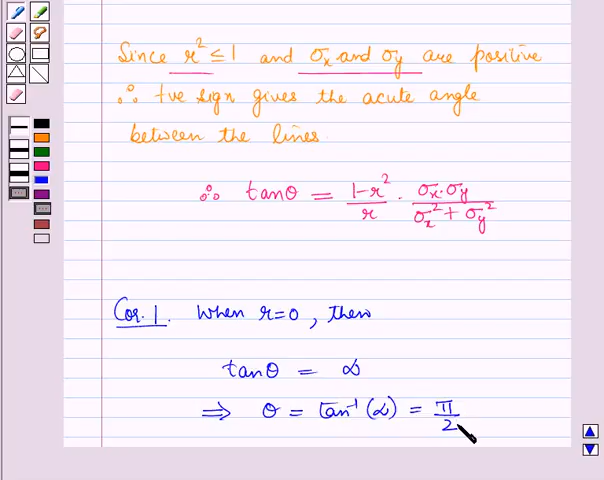 Since r² ≤ 1 and σx and σy are positive
∴ +ve sign gives the acute angle
between the lines.
∴ tanθ = (1-r²)/r · (σx.σy)/(σx² + σy²)
Cor. 1. When r=0, then
tanθ = ∝
⇒ θ = tan⁻¹(∝) = π/2